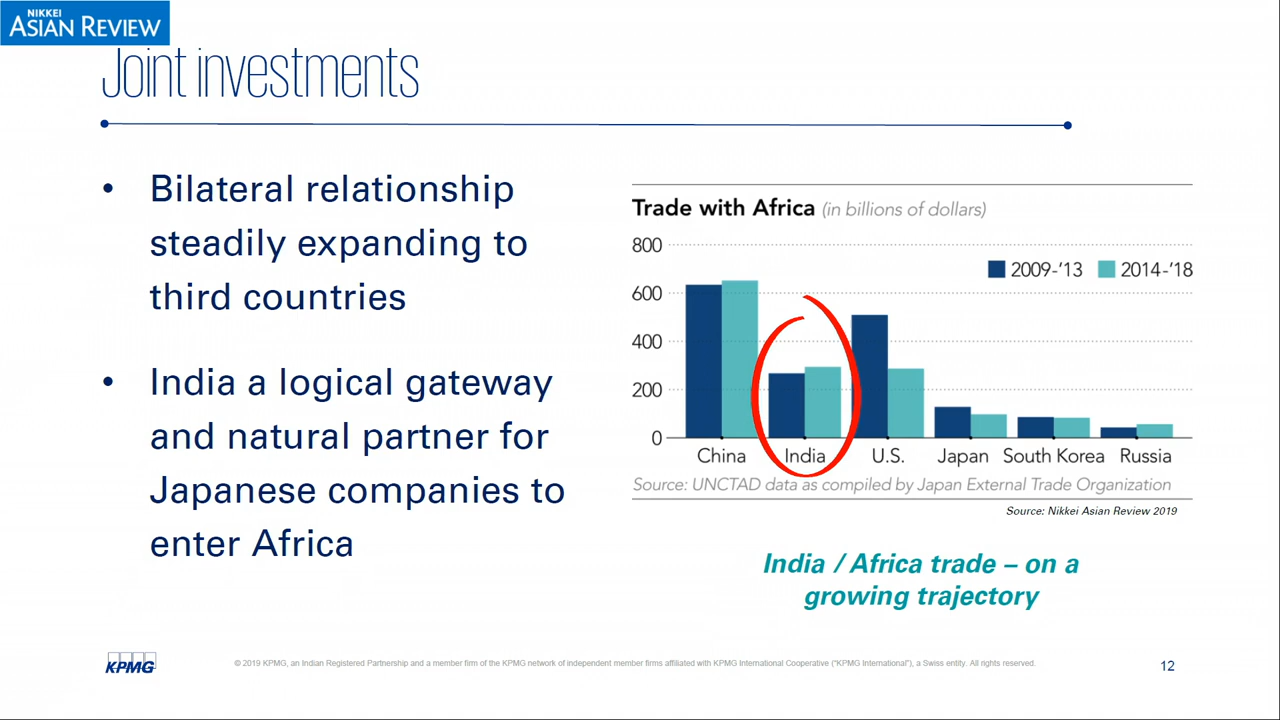 NIKKEI
ASIAN REVIEW
Joint investments
• Bilateral relationship
steadily expanding to
third countries
• India a logical gateway
and natural partner for
Japanese companies to
enter Africa
Trade with Africa (in billions of dollars)
800
2009-'13 2014-'18
600
400
200
0
China India U.S. Japan South Korea Russia
Source: UNCTAD data as compiled by Japan External Trade Organization
Source: Nikkei Asian Review 2019
India / Africa trade – on a
growing trajectory
KPMG
© 2019 KPMG, an Indian Registered Partnership and a member firm of the KPMG network of independent member firms affiliated with KPMG International Cooperative ("KPMG International"), a Swiss entity. All rights reserved.
12